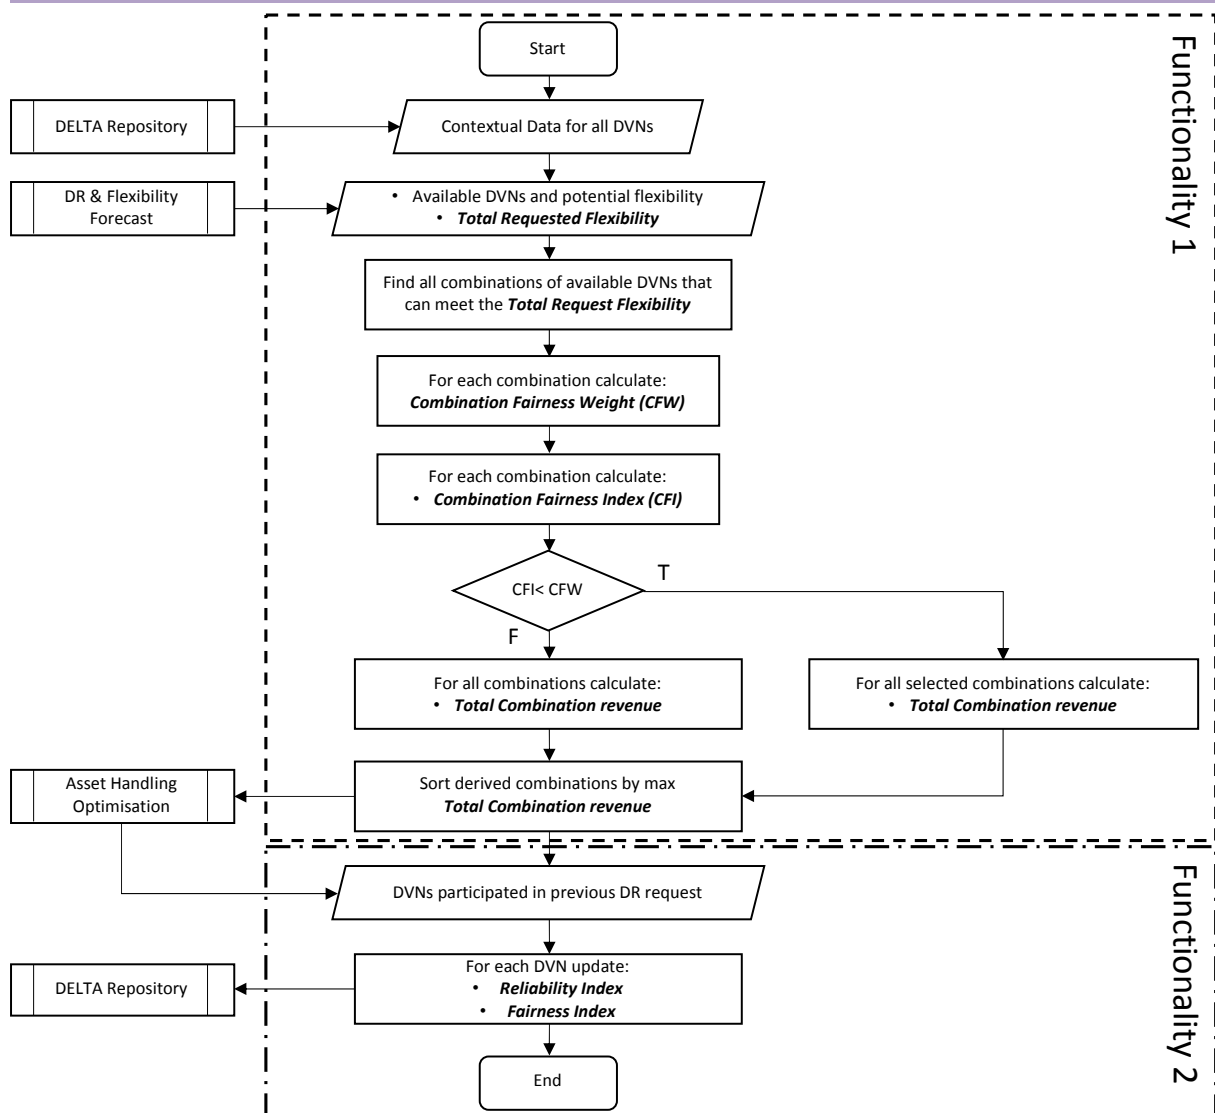 Functionality 1
Start
DELTA Repository
Contextual Data for all DVNs
DR & Flexibility
Forecast
• Available DVNs and potential flexibility
• Total Requested Flexibility
Find all combinations of available DVNs that
can meet the Total Request Flexibility
For each combination calculate:
Combination Fairness Weight (CFW)
For each combination calculate:
• Combination Fairness Index (CFI)
CFI< CFW
T
F
For all combinations calculate:
• Total Combination revenue
For all selected combinations calculate:
• Total Combination revenue
Asset Handling
Optimisation
Sort derived combinations by max
Total Combination revenue
Functionality 2
DVNs participated in previous DR request
DELTA Repository
For each DVN update:
• Reliability Index
• Fairness Index
End